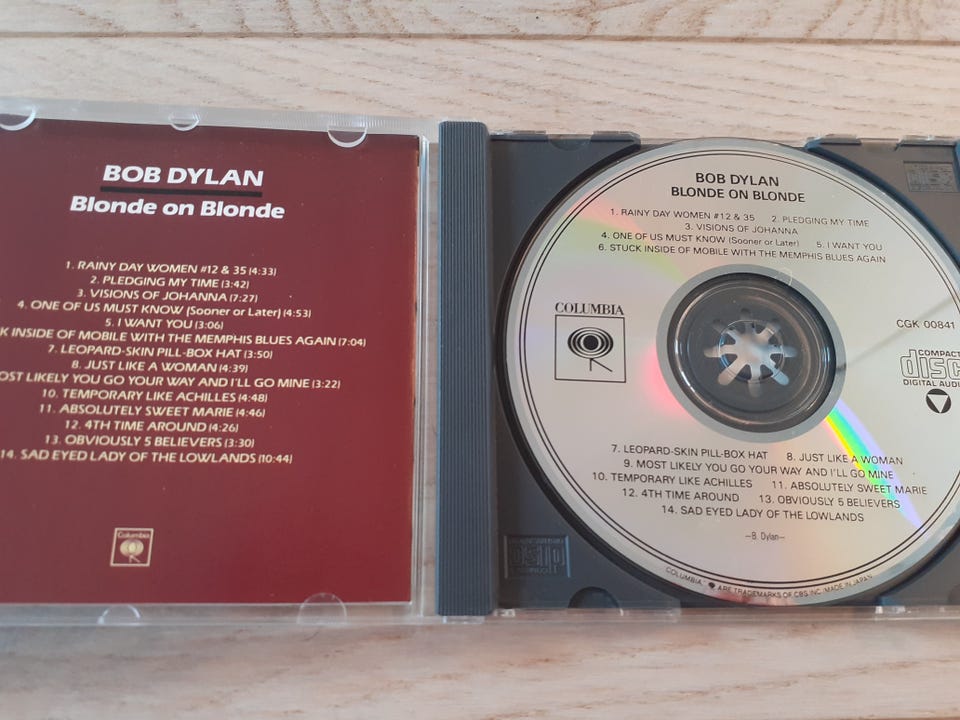 BOB DYLAN
Blonde on Blonde
1. RAINY DAY WOMEN #12 & 35 (4:33)
2. PLEDGING MY TIME (3:42)
3. VISIONS OF JOHANNA (7:27)
4. ONE OF US MUST KNOW (Sooner or Later) (4:53)
5. I WANT YOU (3:06)
K INSIDE OF MOBILE WITH THE MEMPHIS BLUES AGAIN (7:04)
7. LEOPARD-SKIN PILL-BOX HAT (3:50)
8. JUST LIKE A WOMAN (4:39)
OST LIKELY YOU GO YOUR WAY AND I'LL GO MINE (3:22)
10. TEMPORARY LIKE ACHILLES (4:48)
11. ABSOLUTELY SWEET MARIE (4:46)
12. 4TH TIME AROUND (4:26)
13. OBVIOUSLY 5 BELIEVERS (3:30)
14. SAD EYED LADY OF THE LOWLANDS (10:44)
Columbia
BOB DYLAN
BLONDE ON BLONDE
1. RAINY DAY WOMEN #12 & 35 2. PLEDGING MY TIME
3. VISIONS OF JOHANNA
4. ONE OF US MUST KNOW (Sooner or Later) 5. I WANT YOU
6. STUCK INSIDE OF MOBILE WITH THE MEMPHIS BLUES AGAIN
COLUMBIA
CGK 00841
COMPACT
disc
DIGITAL AUDIO
7. LEOPARD-SKIN PILL-BOX HAT 8. JUST LIKE A WOMAN
9. MOST LIKELY YOU GO YOUR WAY AND I'LL GO MINE
10. TEMPORARY LIKE ACHILLES 11. ABSOLUTELY SWEET MARIE
12. 4TH TIME AROUND 13. OBVIOUSLY 5 BELIEVERS
14. SAD EYED LADY OF THE LOWLANDS
—B. Dylan—
COLUMBIA, ARE TRADEMARKS OF CBS INC./MADE IN JAPAN
disc